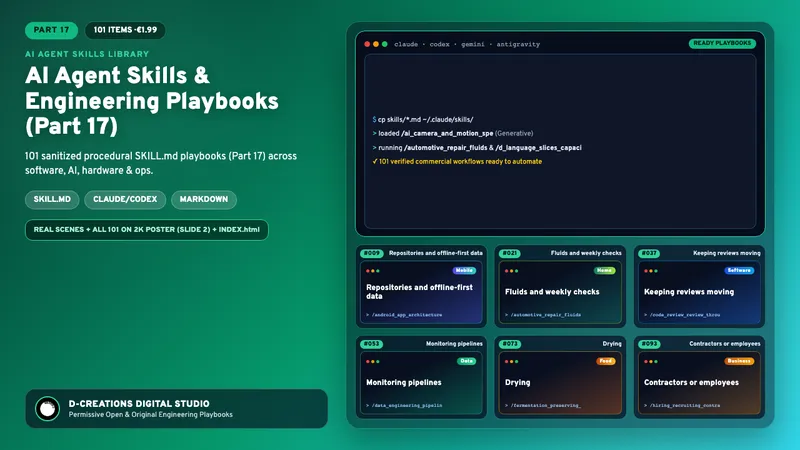 PART 17
101 ITEMS · €1.99
AI AGENT SKILLS LIBRARY
AI Agent Skills &
Engineering Playbooks
(Part 17)
101 sanitized procedural SKILL.md playbooks (Part 17) across
software, AI, hardware & ops.
SKILL.MD
CLAUDE/CODEX
MARKDOWN
REAL SCENES + ALL 101 ON 2K POSTER (SLIDE 2) + INDEX.html
D-CREATIONS DIGITAL STUDIO
Permissive Open & Original Engineering Playbooks
claude · codex · gemini · antigravity
READY PLAYBOOKS
$ cp skills/*.md ~/.claude/skills/
> loaded /ai_camera_and_motion_spe (Generative)
> running /automotive_repair_fluids & /d_language_slices_capaci
✓ 101 verified commercial workflows ready to automate
#009
Repositories and offline-first data
Mobile
Repositories and offline-first
data
> /android_app_architecture
#021
Fluids and weekly checks
Home
Fluids and weekly checks
> /automotive_repair_fluids
#037
Keeping reviews moving
Software
Keeping reviews moving
> /code_review_review_throu
#053
Monitoring pipelines
Data
Monitoring pipelines
> /data_engineering_pipelin
#073
Drying
Food
Drying
> /fermentation_preserving_
#093
Contractors or employees
Business
Contractors or employees
> /hiring_recruiting_contra